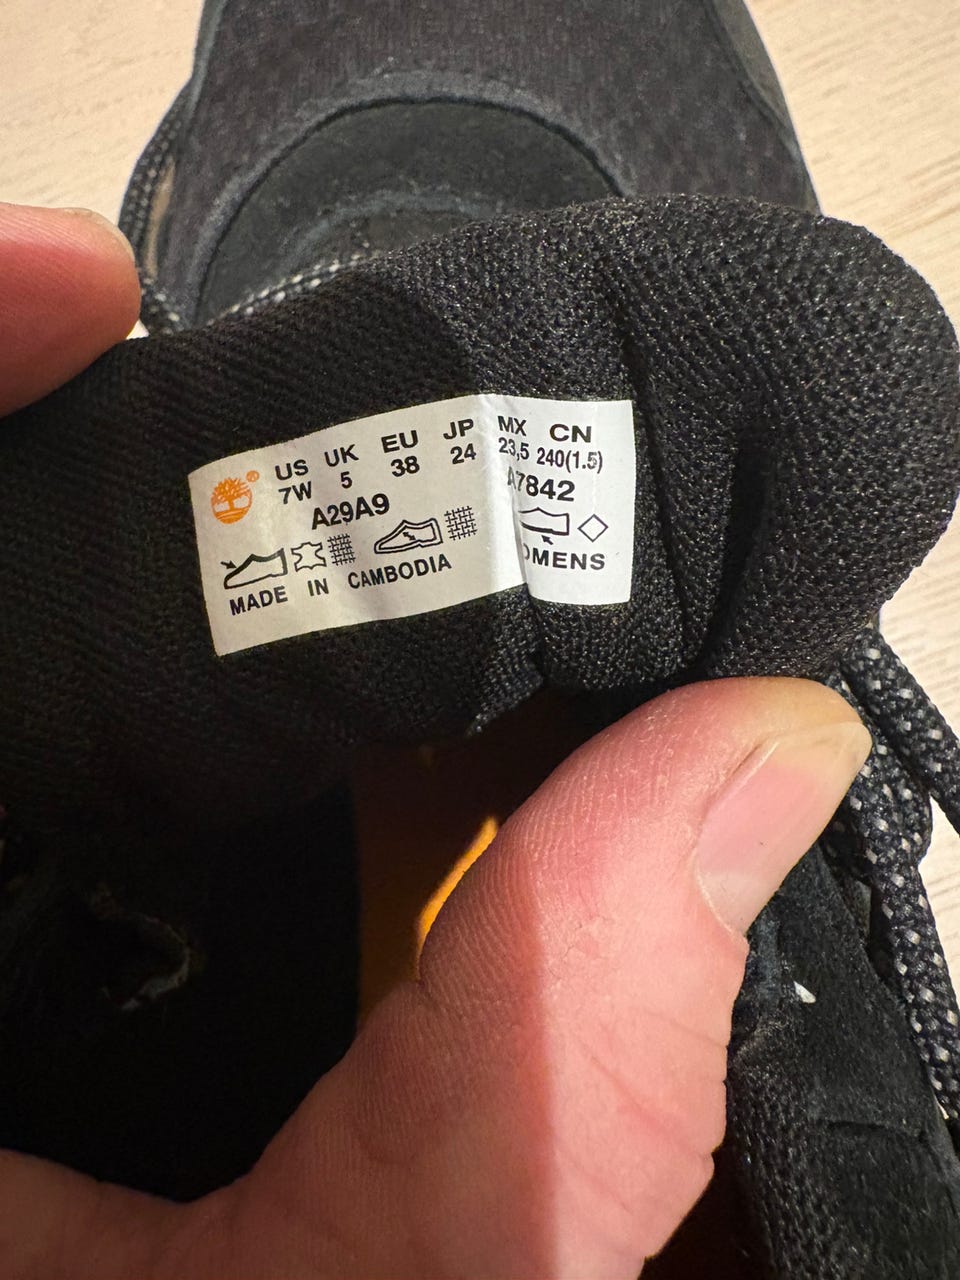 ® US UK EU JP MX CN
7W 5 38 24 23,5 240(1.5)
A29A9 A7842
MADE IN CAMBODIA OMENS